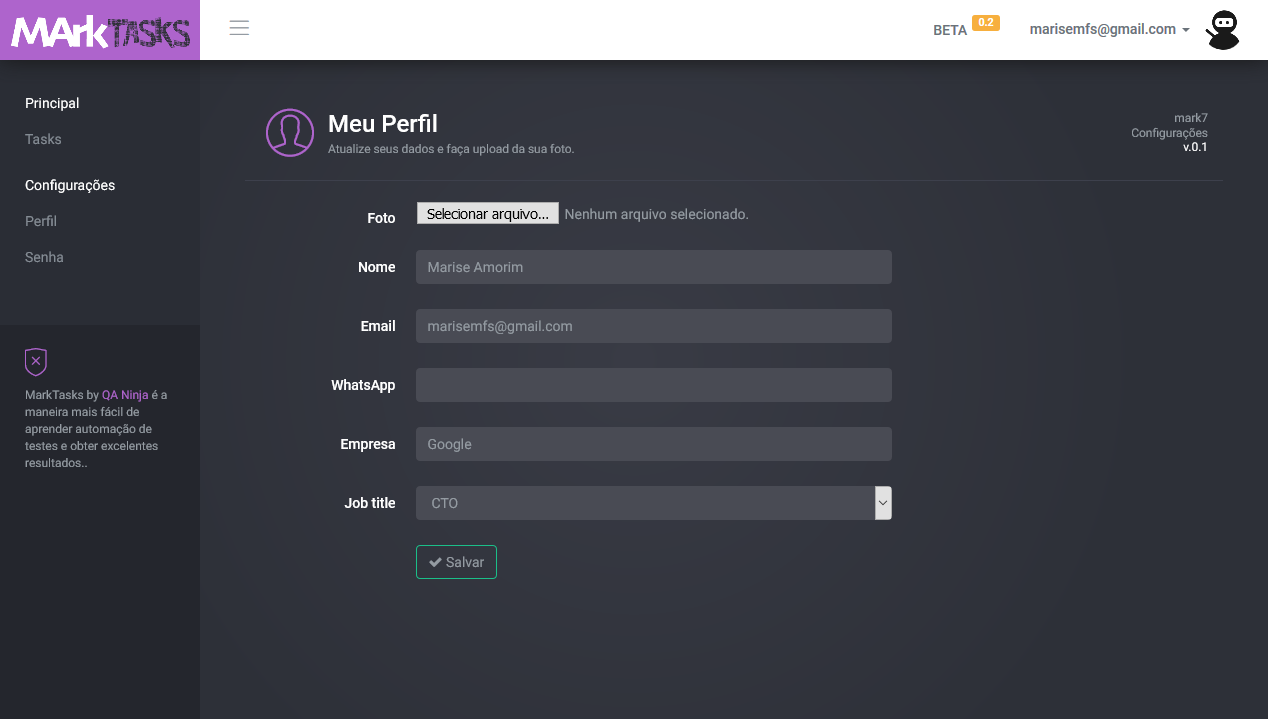 MArkTASKS
BETA 0.2
marisemfs@gmail.com
Principal
Tasks
Configurações
Perfil
Senha
MarkTasks by QA Ninja é a
maneira mais fácil de
aprender automação de
testes e obter excelentes
resultados..
Meu Perfil
Atualize seus dados e faça upload da sua foto.
mark7
Configurações
v.0.1
Foto Selecionar arquivo... Nenhum arquivo selecionado.
Nome Marise Amorim
Email marisemfs@gmail.com
WhatsApp
Empresa Google
Job title CTO
Salvar